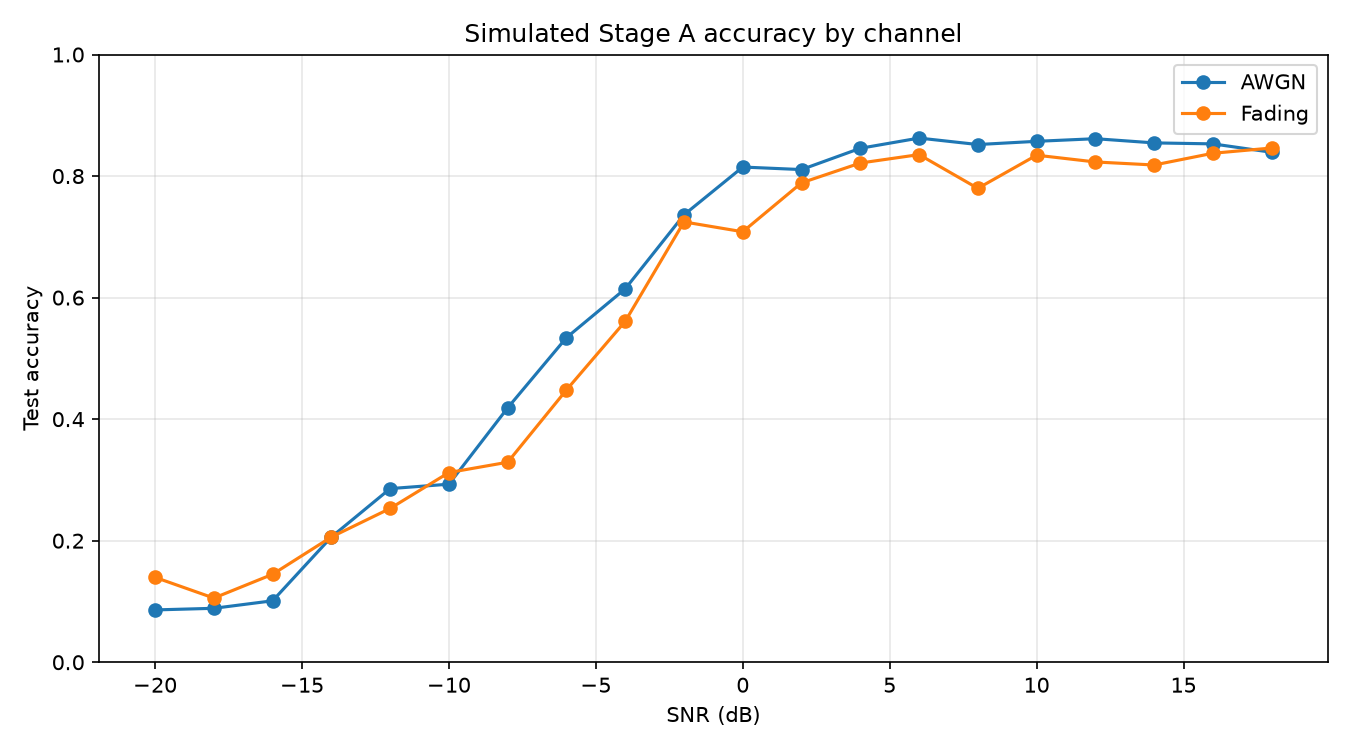 Simulated Stage A accuracy by channel
1.0
0.8
0.6
0.4
0.2
0.0
Test accuracy
AWGN
Fading
−20 −15 −10 −5 0 5 10 15
SNR (dB)